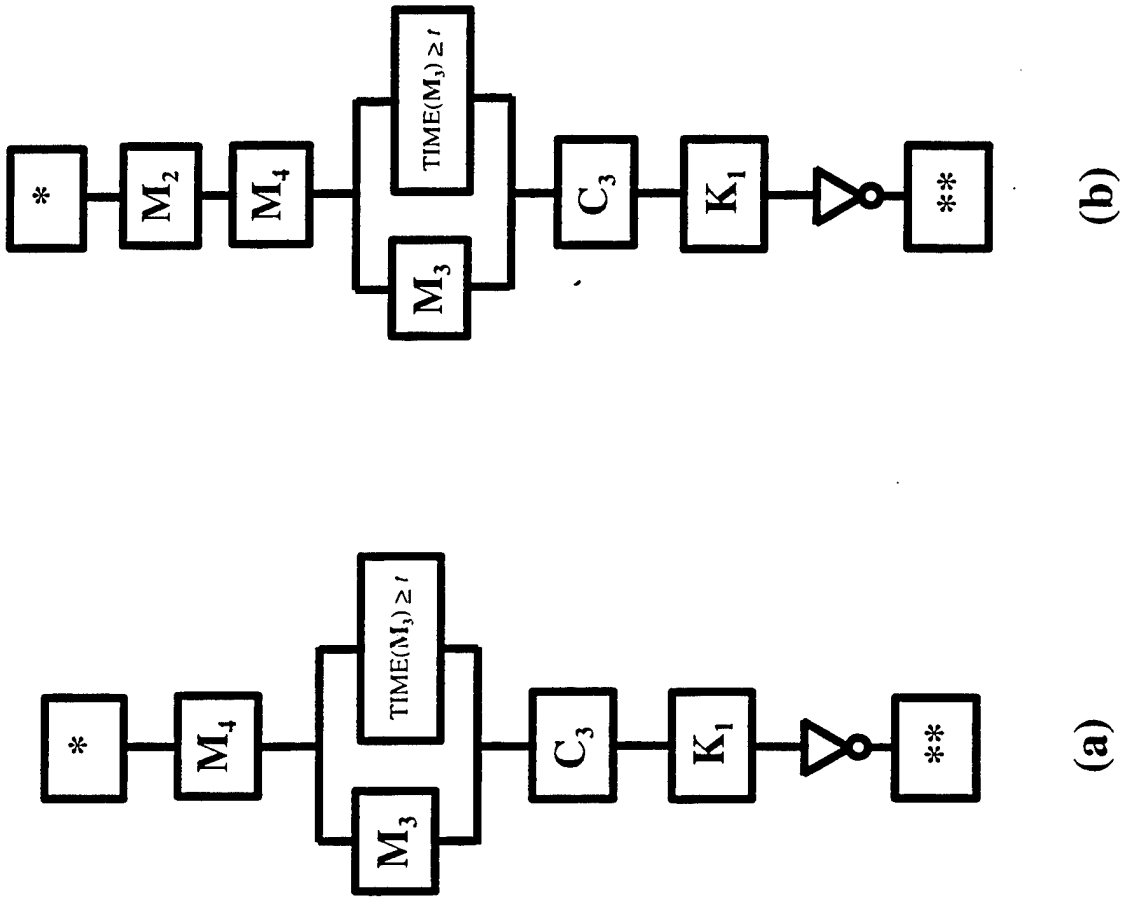 *
M₄
M₃
TIME(M₃) ≥ t
C₃
K₁
**
(a)
*
M₂
M₄
M₃
TIME(M₃) ≥ t
C₃
K₁
**
(b)